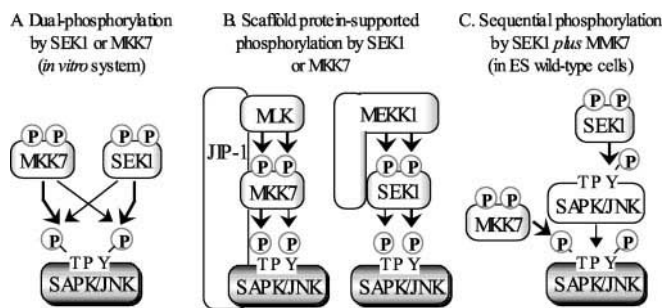 A. Dual-phosphorylation
by SEK1 or MKK7
(in vitro system)
P P
MKK7
P P
SEK1
P
P
T P Y
SAPK/JNK
B. Scaffold protein-supported
phosphorylation by SEK1
or MKK7
JIP-1
MLK
P P
MKK7
P P
T P Y
SAPK/JNK
MEKK1
P P
SEK1
P P
T P Y
SAPK/JNK
C. Sequential phosphorylation
by SEK1 plus MMK7
(in ES wild-type cells)
P P
SEK1
P
T P Y
SAPK/JNK
P P
MKK7
P
P
T P Y
SAPK/JNK